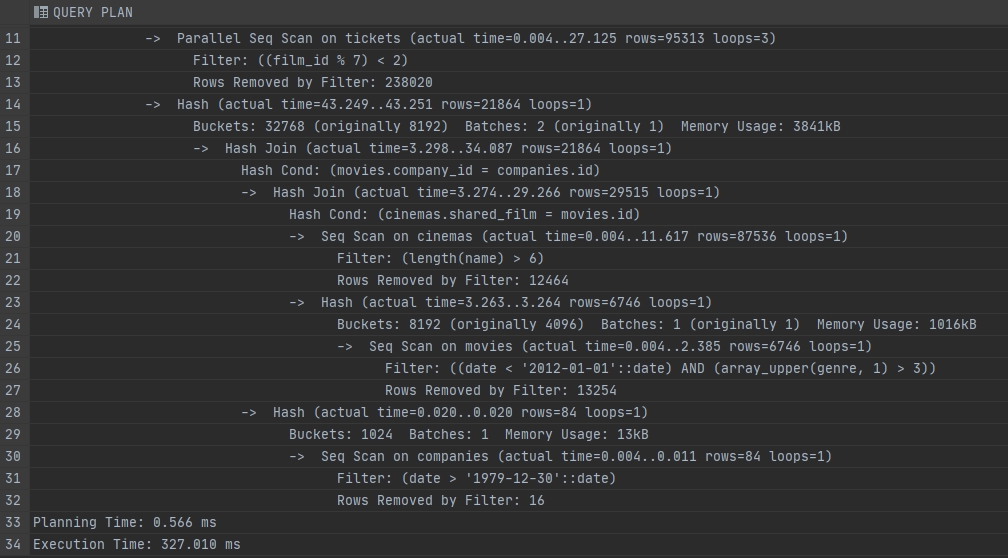 QUERY PLAN
11 -> Parallel Seq Scan on tickets (actual time=0.004..27.125 rows=95313 loops=3)
12 Filter: ((film_id % 7) < 2)
13 Rows Removed by Filter: 238020
14 -> Hash (actual time=43.249..43.251 rows=21864 loops=1)
15 Buckets: 32768 (originally 8192)  Batches: 2 (originally 1)  Memory Usage: 3841kB
16 -> Hash Join (actual time=3.298..34.087 rows=21864 loops=1)
17 Hash Cond: (movies.company_id = companies.id)
18 -> Hash Join (actual time=3.274..29.266 rows=29515 loops=1)
19 Hash Cond: (cinemas.shared_film = movies.id)
20 -> Seq Scan on cinemas (actual time=0.004..11.617 rows=87536 loops=1)
21 Filter: (length(name) > 6)
22 Rows Removed by Filter: 12464
23 -> Hash (actual time=3.263..3.264 rows=6746 loops=1)
24 Buckets: 8192 (originally 4096)  Batches: 1 (originally 1)  Memory Usage: 1016kB
25 -> Seq Scan on movies (actual time=0.004..2.385 rows=6746 loops=1)
26 Filter: ((date < '2012-01-01'::date) AND (array_upper(genre, 1) > 3))
27 Rows Removed by Filter: 13254
28 -> Hash (actual time=0.020..0.020 rows=84 loops=1)
29 Buckets: 1024  Batches: 1  Memory Usage: 13kB
30 -> Seq Scan on companies (actual time=0.004..0.011 rows=84 loops=1)
31 Filter: (date > '1979-12-30'::date)
32 Rows Removed by Filter: 16
33 Planning Time: 0.566 ms
34 Execution Time: 327.010 ms